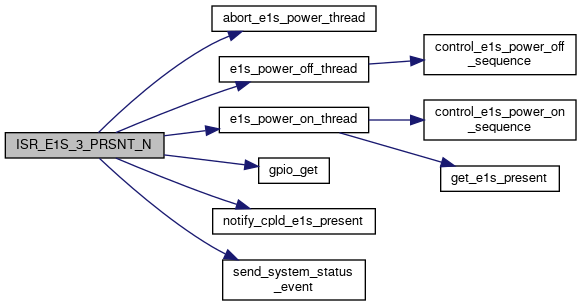 abort_e1s_power_thread
e1s_power_off_thread
control_e1s_power_off
_sequence
e1s_power_on_thread
control_e1s_power_on
_sequence
ISR_E1S_3_PRSNT_N
gpio_get
get_e1s_present
notify_cpld_e1s_present
send_system_status
_event